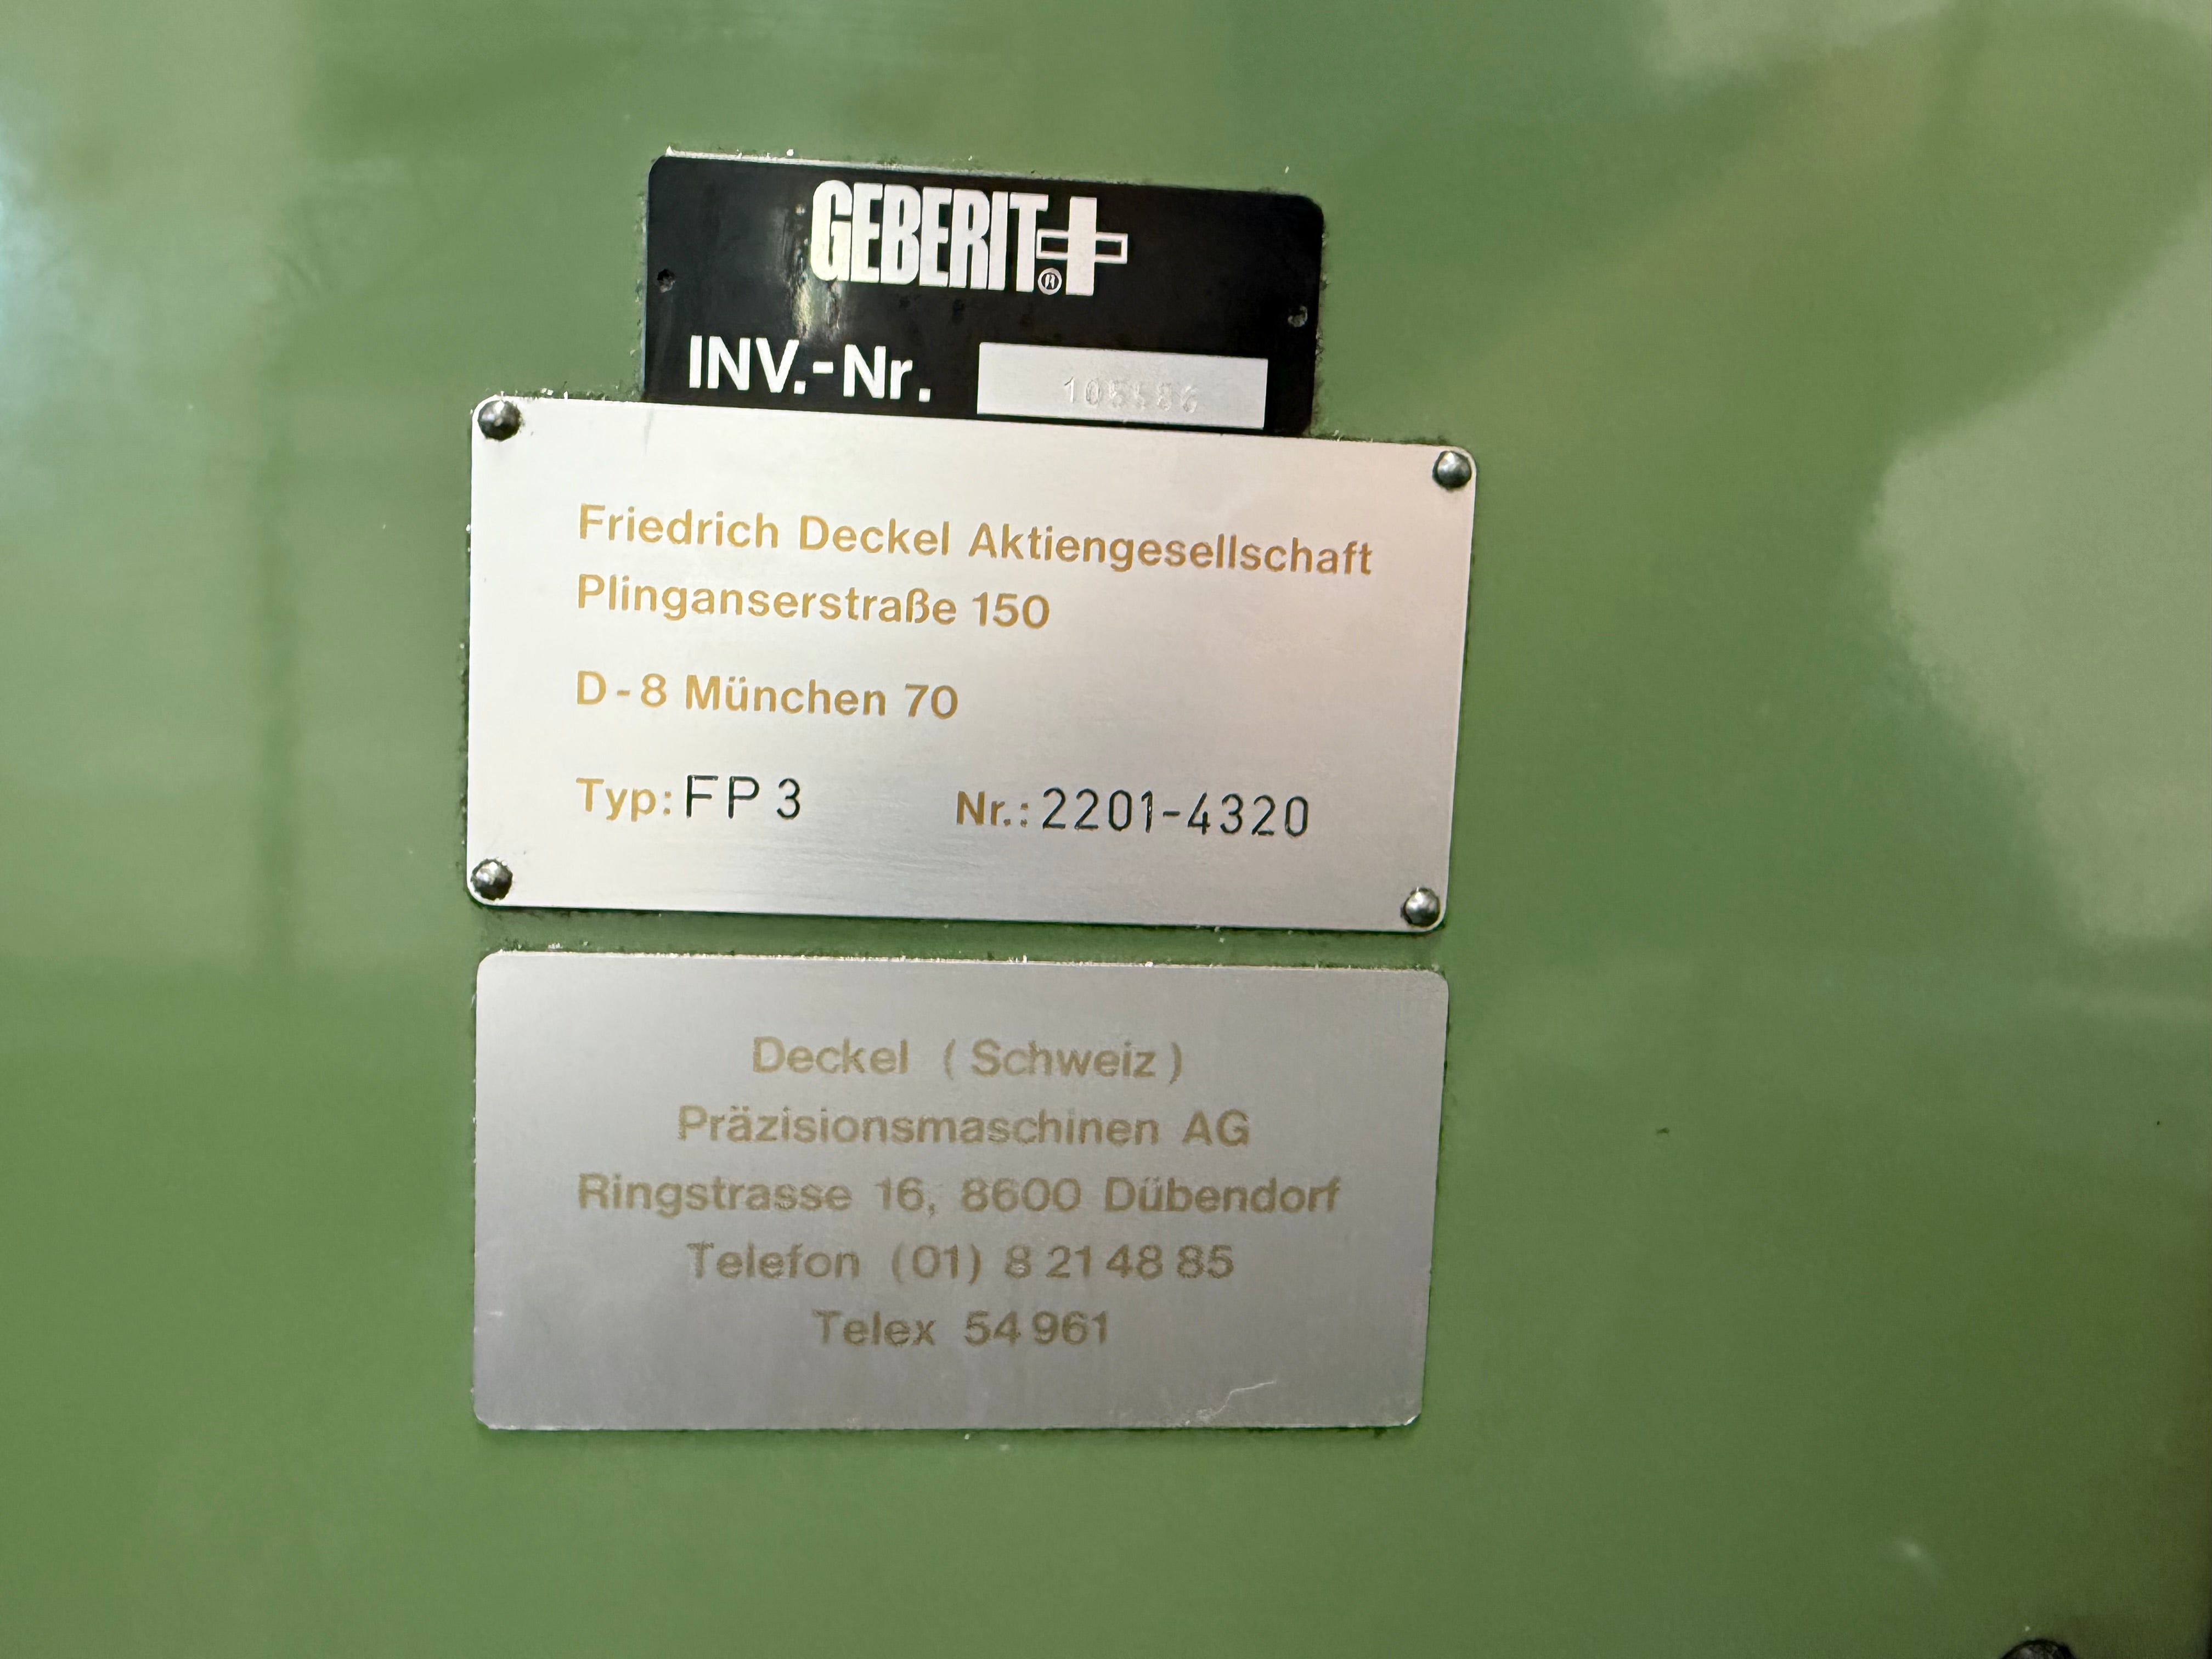 GEBERIT ®
INV.-Nr.
Friedrich Deckel Aktiengesellschaft
Plinganserstraße 150
D-8 München 70
Typ: FP 3 Nr.: 2201-4320
Deckel (Schweiz)
Präzisionsmaschinen AG
Ringstrasse 16, 8600 Dübendorf
Telefon (01) 8 21 48 85
Telex 54 961